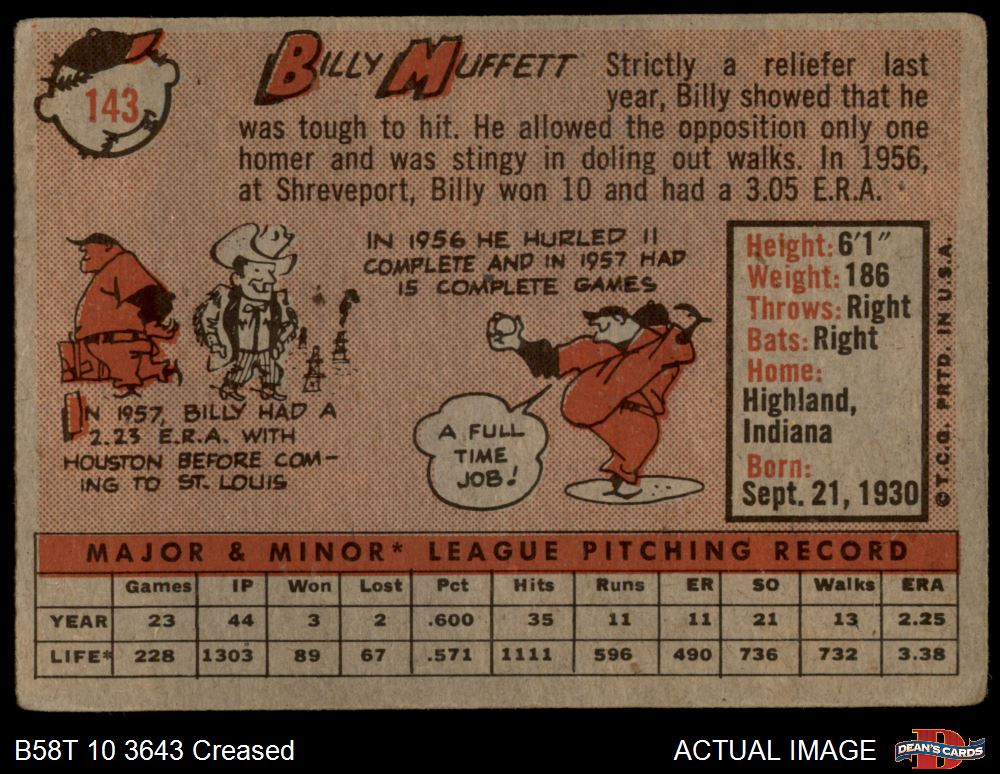 143
BILLY MUFFETT Strictly a reliefer last
year, Billy showed that he
was tough to hit. He allowed the opposition only one
homer and was stingy in doling out walks. In 1956,
at Shreveport, Billy won 10 and had a 3.05 E.R.A.
IN 1957, BILLY HAD A
2.23 E.R.A. WITH
HOUSTON BEFORE COM-
ING TO ST. LOUIS
IN 1956 HE HURLED 11
COMPLETE AND IN 1957 HAD
15 COMPLETE GAMES
A FULL
TIME
JOB!
Height: 6'1"
Weight: 186
Throws: Right
Bats: Right
Home:
Highland,
Indiana
Born:
Sept. 21, 1930
© T.C.G. PRTD. IN U.S.A.
MAJOR & MINOR* LEAGUE PITCHING RECORD
Games IP Won Lost Pct Hits Runs ER SO Walks ERA
YEAR 23 44 3 2 .600 35 11 11 21 13 2.25
LIFE* 228 1303 89 67 .571 1111 596 490 736 732 3.38
B58T 10 3643 Creased
ACTUAL IMAGE
D
DEAN'S CARDS